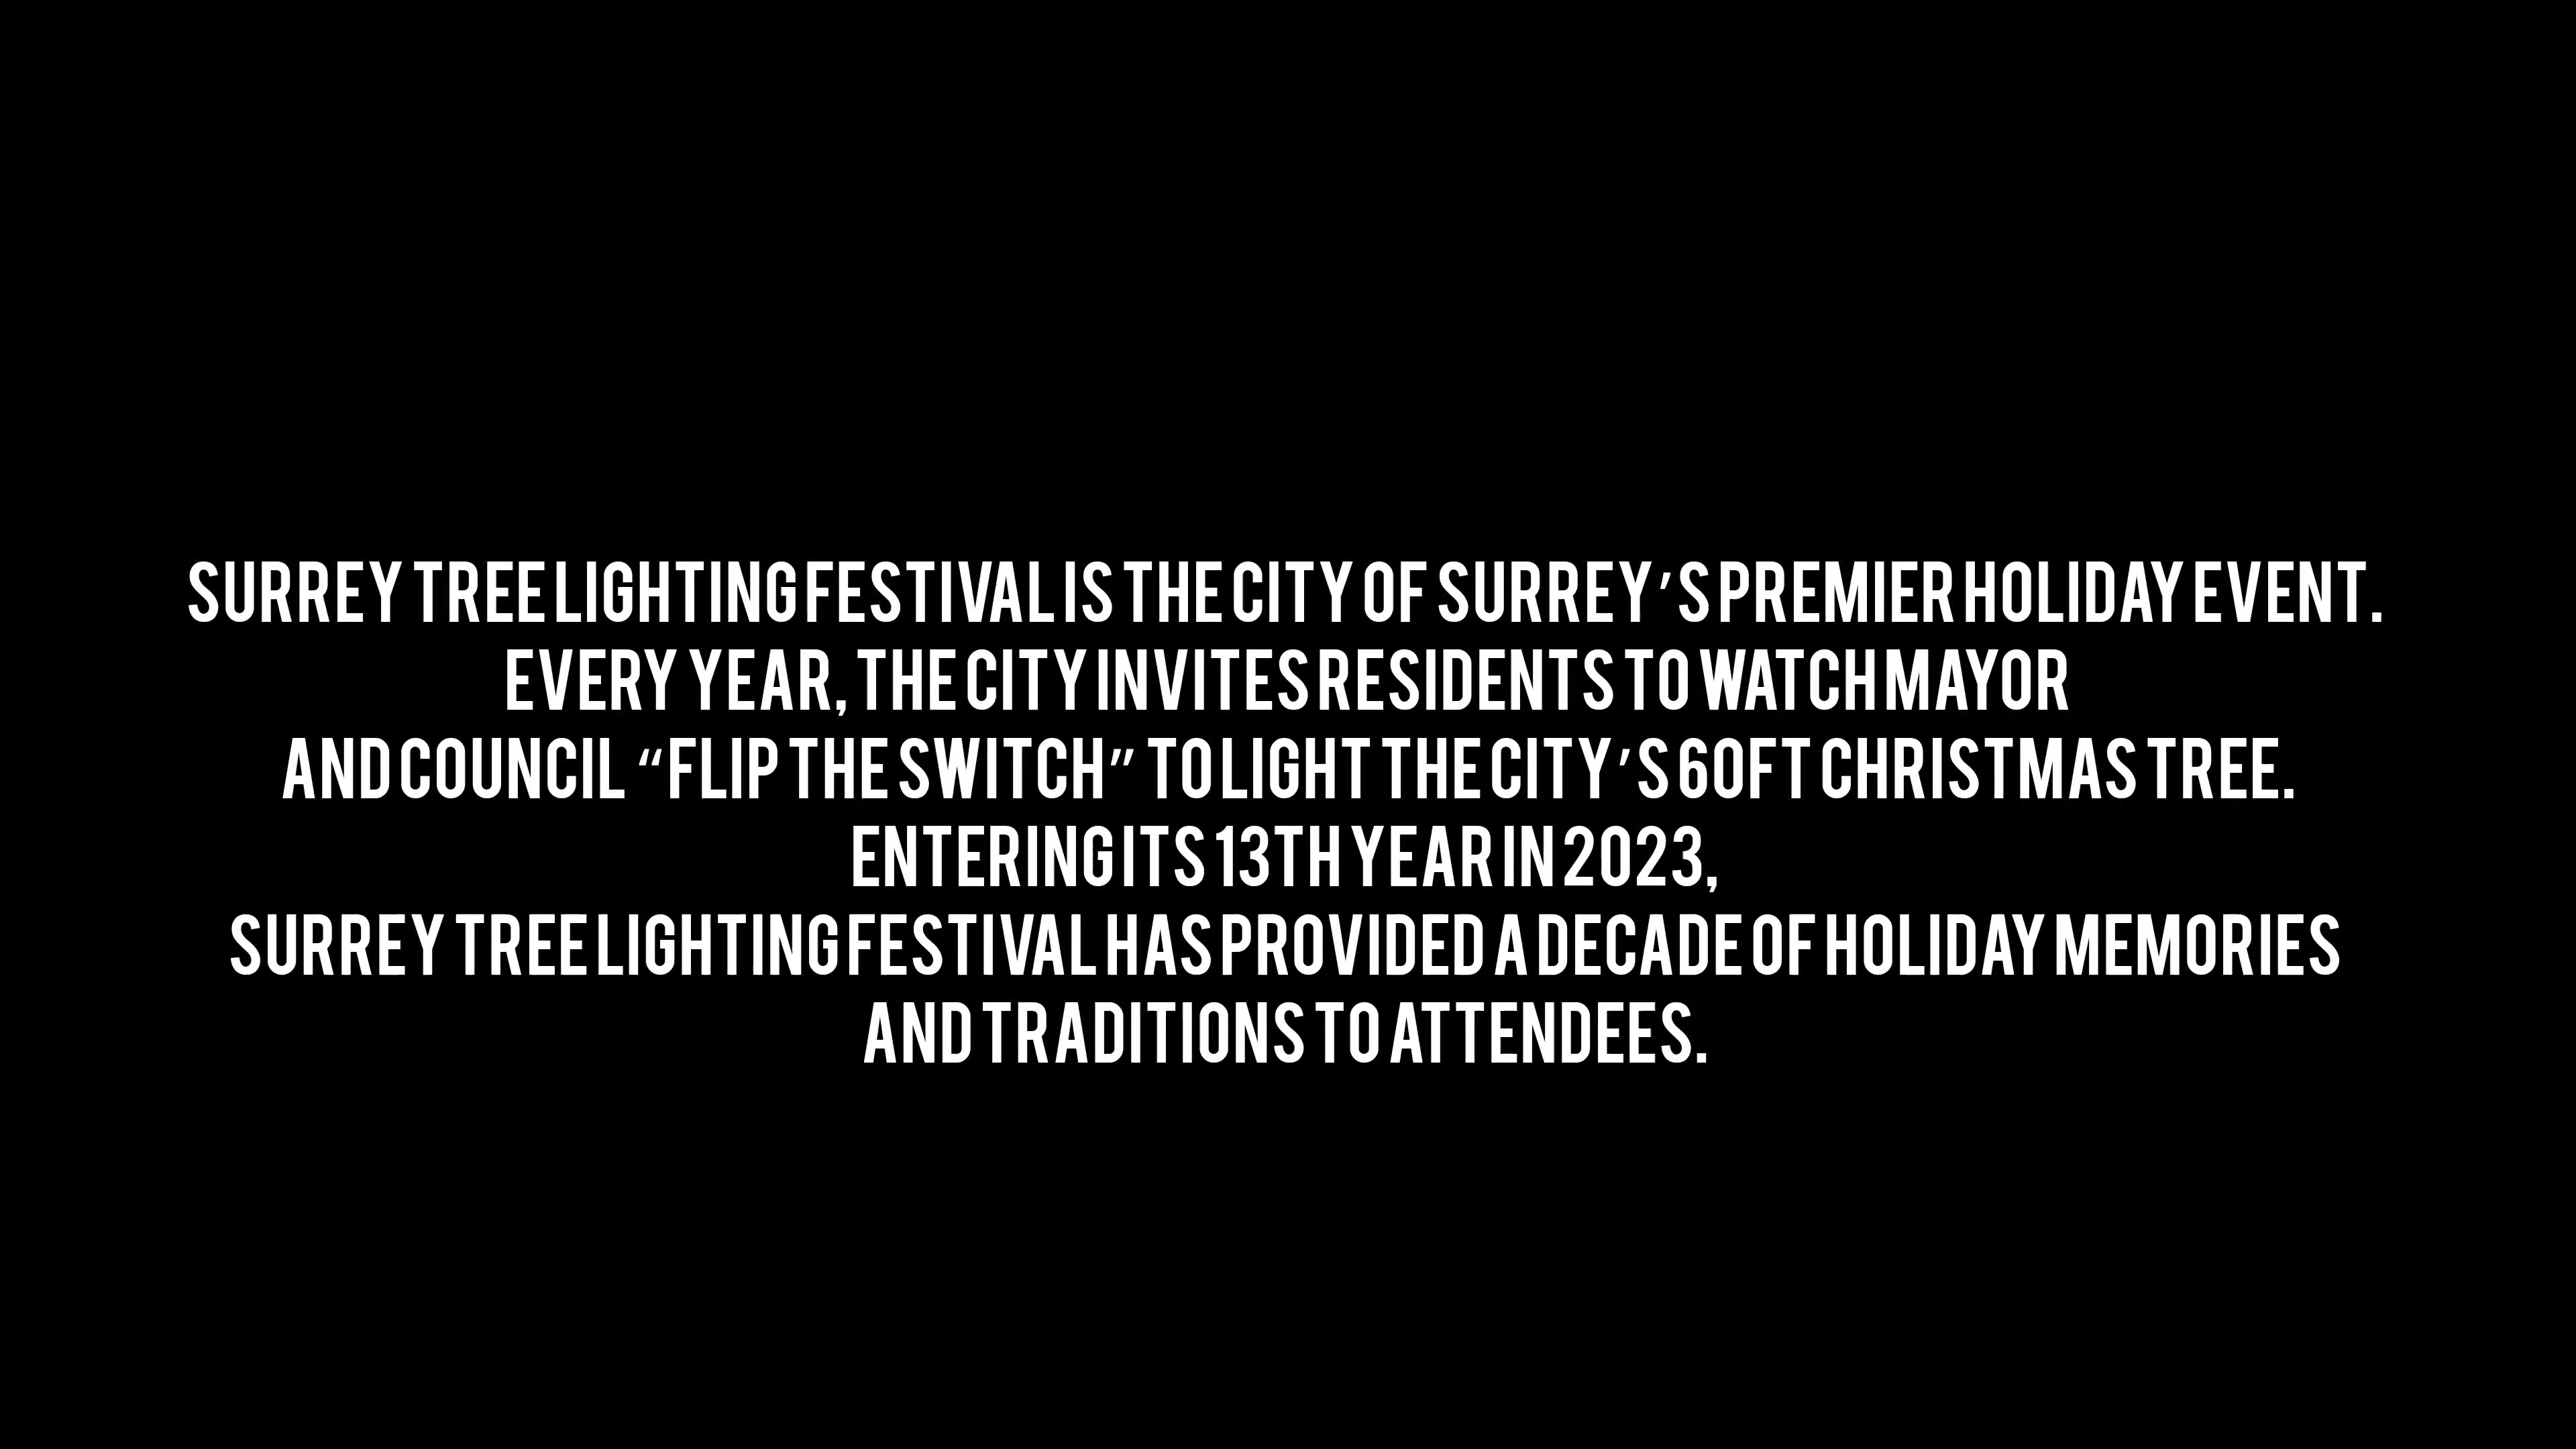 SURREY TREE LIGHTING FESTIVAL IS THE CITY OF SURREY'S PREMIER HOLIDAY EVENT.
EVERY YEAR, THE CITY INVITES RESIDENTS TO WATCH MAYOR
AND COUNCIL “FLIP THE SWITCH” TO LIGHT THE CITY'S 60FT CHRISTMAS TREE.
ENTERING ITS 13TH YEAR IN 2023,
SURREY TREE LIGHTING FESTIVAL HAS PROVIDED A DECADE OF HOLIDAY MEMORIES
AND TRADITIONS TO ATTENDEES.